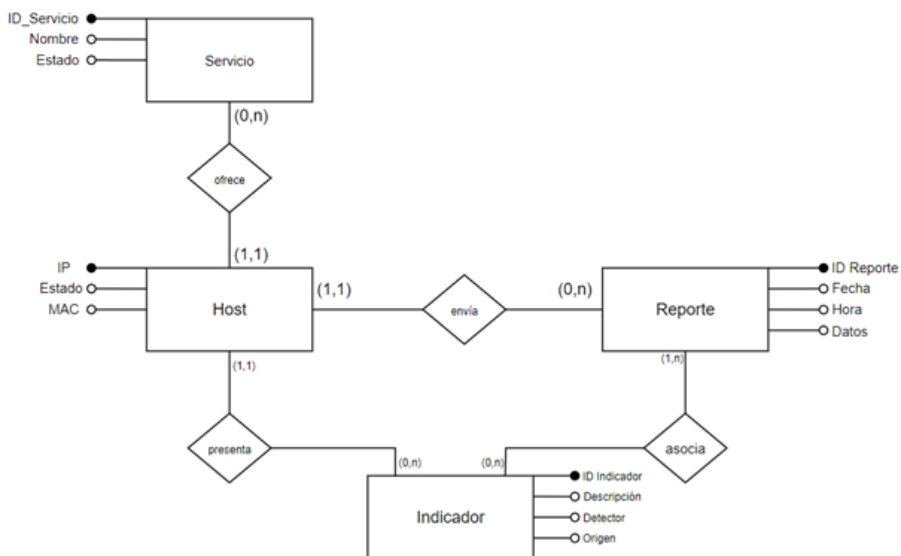 ID_Servicio
Nombre
Estado
Servicio
(0,n)
ofrece
(1,1)
IP
Estado
MAC
Host
(1,1)
envía
(0,n)
Reporte
ID Reporte
Fecha
Hora
Datos
(1,1)
(1,n)
presenta
asocia
(0,n)
(0,n)
Indicador
ID Indicador
Descripción
Detector
Origen